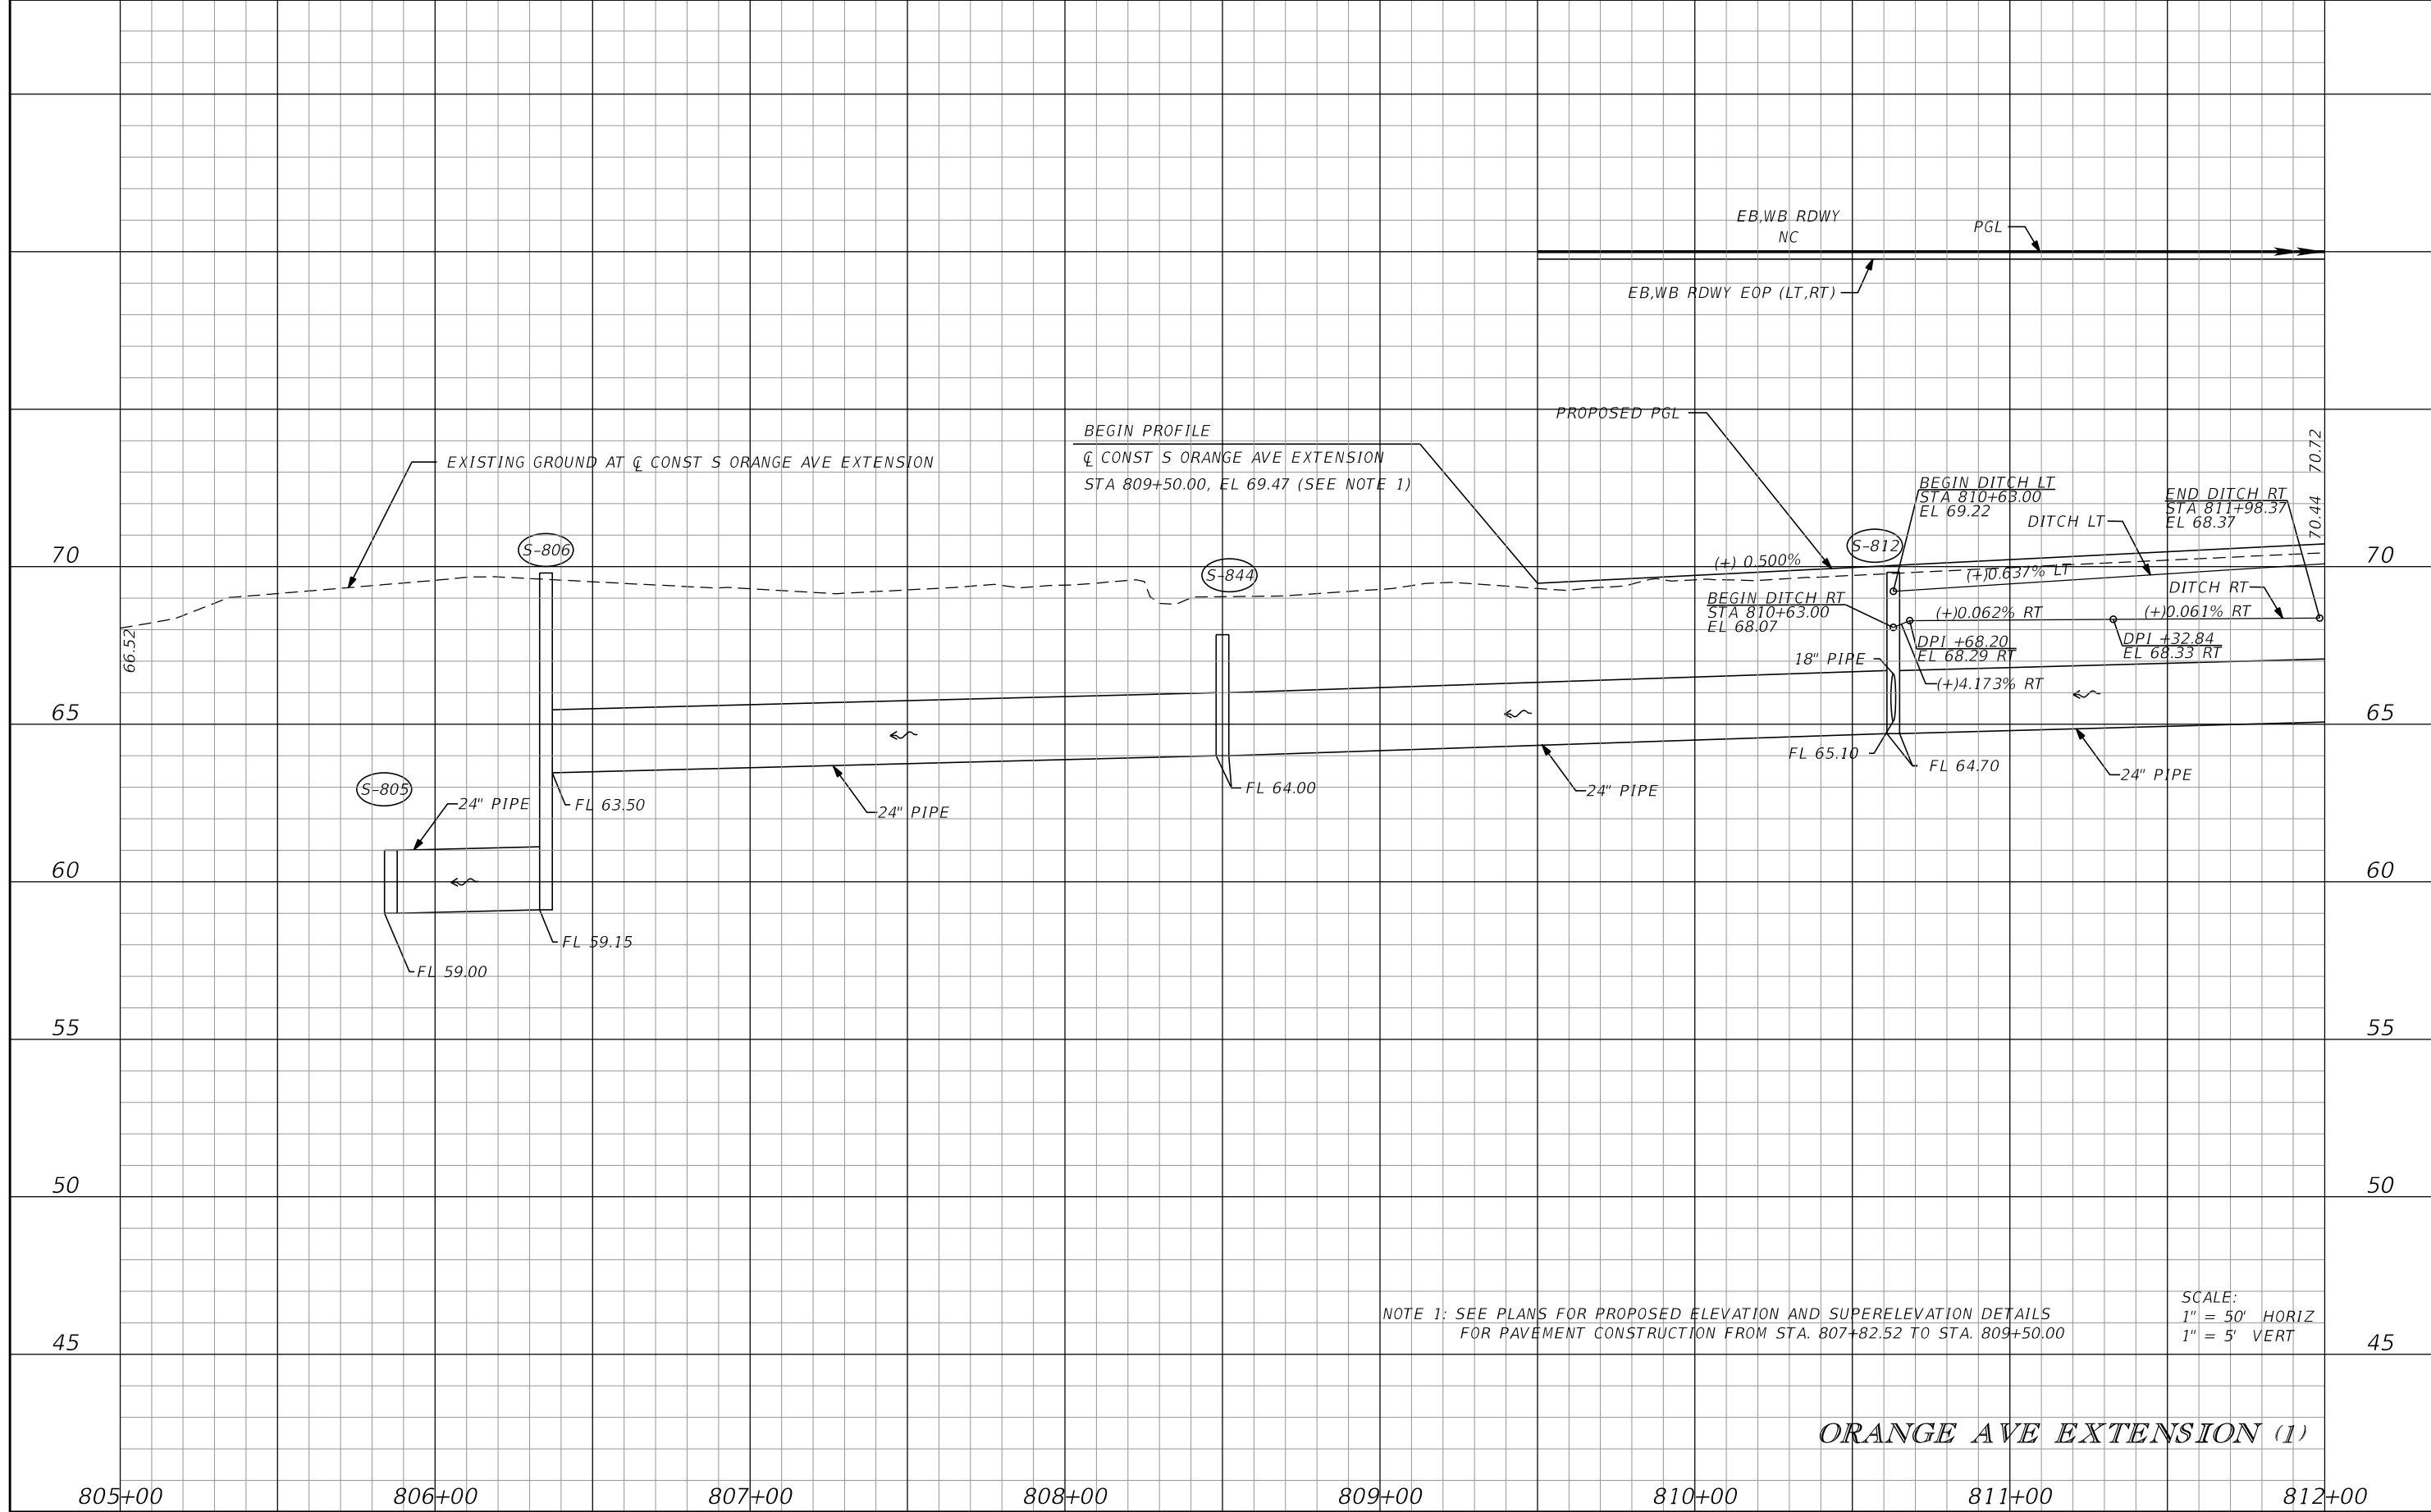 EB,WB RDWY
NC
PGL
EB,WB RDWY EOP (LT,RT)
PROPOSED PGL
BEGIN PROFILE
℄ CONST S ORANGE AVE EXTENSION
STA 809+50.00, EL 69.47 (SEE NOTE 1)
EXISTING GROUND AT ℄ CONST S ORANGE AVE EXTENSION
70.72
70.44
BEGIN DITCH LT
STA 810+63.00
EL 69.22
END DITCH RT
STA 811+98.37
EL 68.37
DITCH LT
S-806
S-844
S-812
70
70
(+) 0.500%
(+)0.637% LT
DITCH RT
BEGIN DITCH RT
STA 810+63.00
EL 68.07
(+)0.062% RT
(+)0.061% RT
DPI +68.20
EL 68.29 RT
DPI +32.84
EL 68.33 RT
66.52
18" PIPE
(+)4.173% RT
65
65
FL 65.10
FL 64.70
24" PIPE
S-805
24" PIPE
FL 63.50
24" PIPE
FL 64.00
24" PIPE
60
60
FL 59.15
FL 59.00
55
55
50
50
45
45
NOTE 1: SEE PLANS FOR PROPOSED ELEVATION AND SUPERELEVATION DETAILS
FOR PAVEMENT CONSTRUCTION FROM STA. 807+82.52 TO STA. 809+50.00
SCALE:
1" = 50' HORIZ
1" = 5' VERT
ORANGE AVE EXTENSION (1)
805+00
806+00
807+00
808+00
809+00
810+00
811+00
812+00